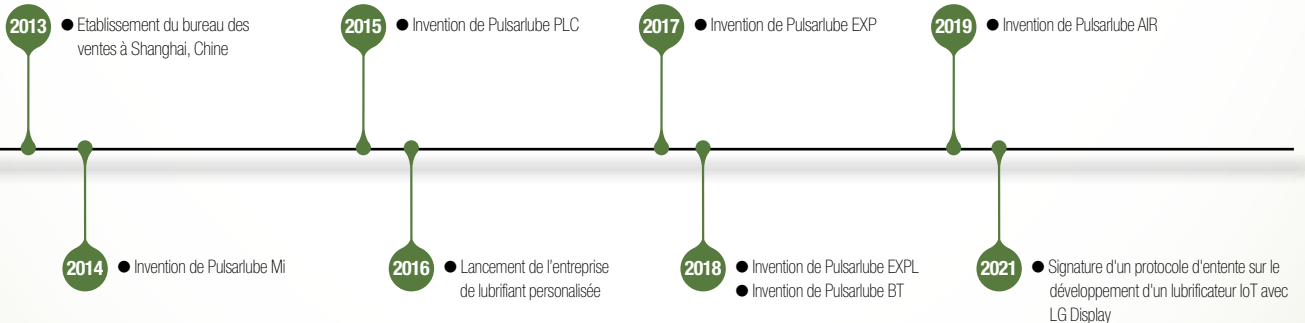 2013
● Etablissement du bureau des
ventes à Shanghai, Chine
2015
● Invention de Pulsarlube PLC
2017
● Invention de Pulsarlube EXP
2019
● Invention de Pulsarlube AIR
2014
● Invention de Pulsarlube Mi
2016
● Lancement de l'entreprise
de lubrifiant personalisée
2018
● Invention de Pulsarlube EXPL
● Invention de Pulsarlube BT
2021
● Signature d'un protocole d'entente sur le
développement d'un lubrificateur IoT avec
LG Display